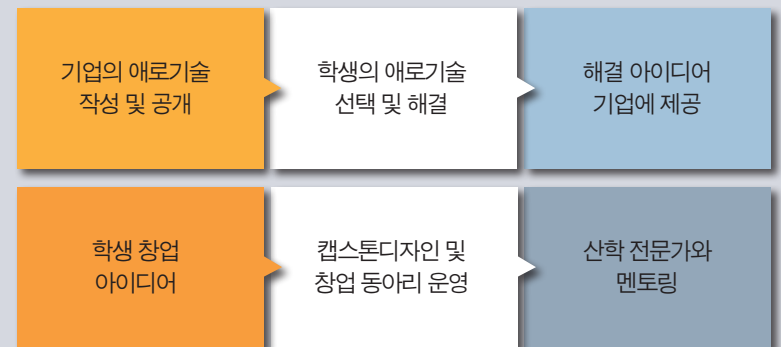 기업의 애로기술
작성 및 공개
학생의 애로기술
선택 및 해결
해결 아이디어
기업에 제공
학생 창업
아이디어
캡스톤디자인 및
창업 동아리 운영
산학 전문가와
멘토링